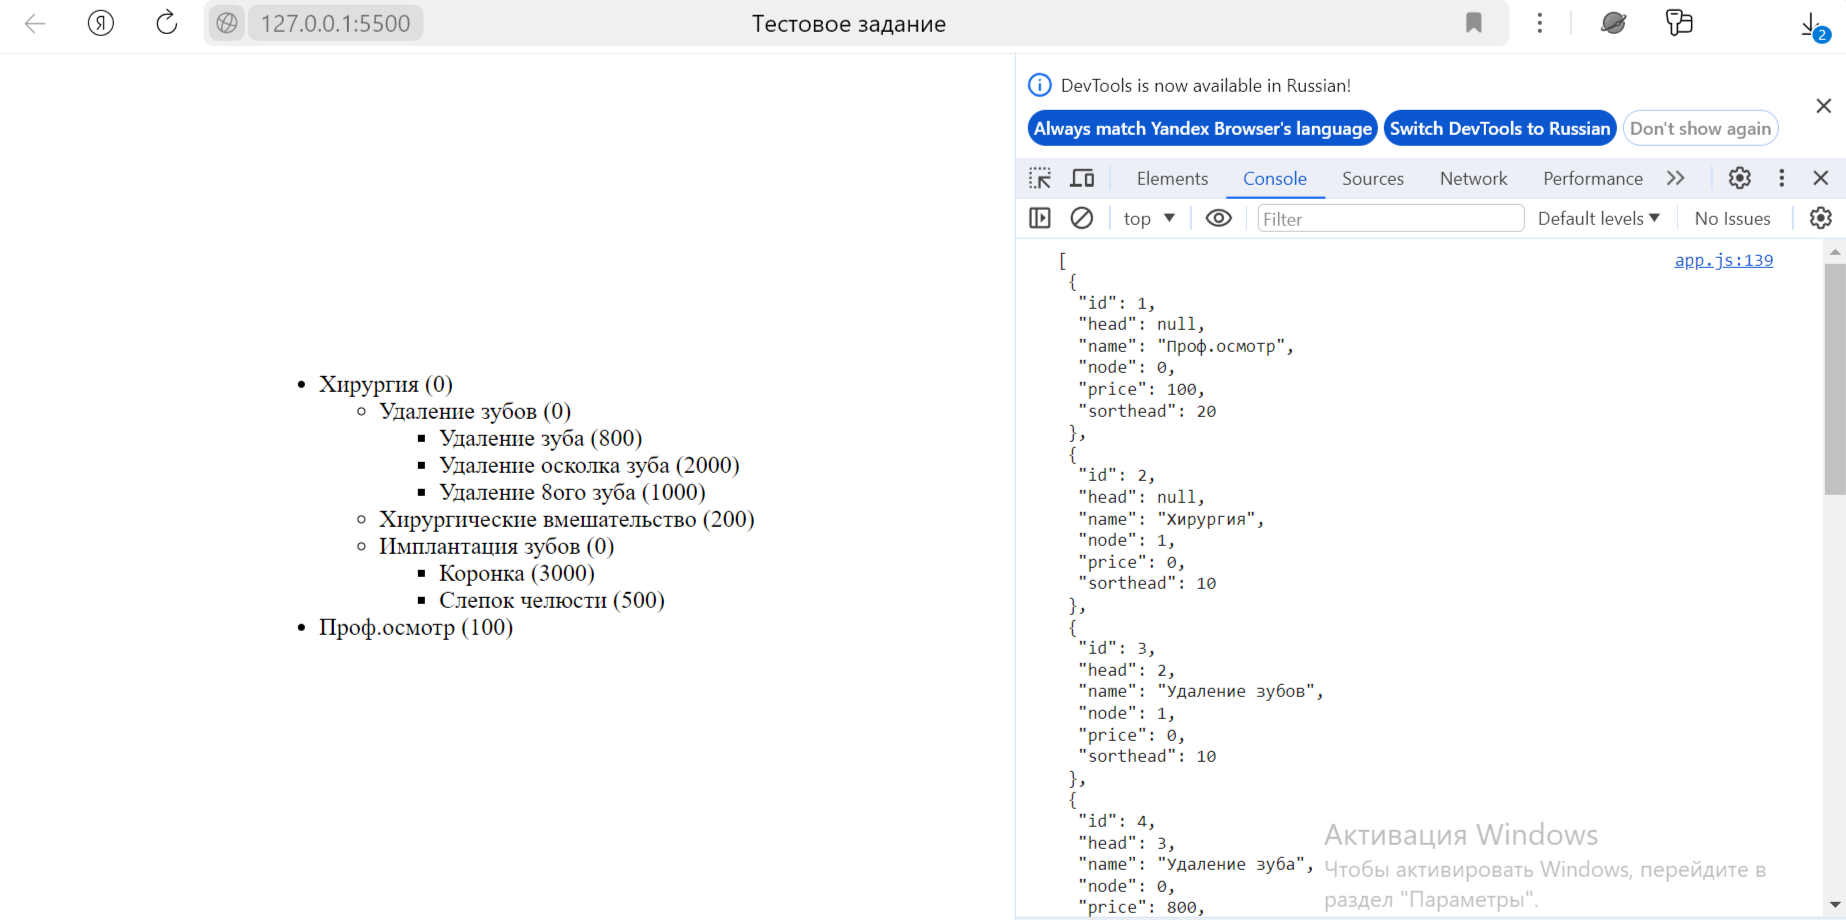 Я
127.0.0.1:5500
Тестовое задание
2
DevTools is now available in Russian!
Always match Yandex Browser's language
Switch DevTools to Russian
Don't show again
Elements
Console
Sources
Network
Performance
top
Filter
Default levels
No Issues
Хирургия (0)
Удаление зубов (0)
Удаление зуба (800)
Удаление осколка зуба (2000)
Удаление 8ого зуба (1000)
Хирургические вмешательство (200)
Имплантация зубов (0)
Коронка (3000)
Слепок челюсти (500)
Проф.осмотр (100)
[ app.js:139
{
"id": 1,
"head": null,
"name": "Проф.осмотр",
"node": 0,
"price": 100,
"sorthead": 20
},
{
"id": 2,
"head": null,
"name": "Хирургия",
"node": 1,
"price": 0,
"sorthead": 10
},
{
"id": 3,
"head": 2,
"name": "Удаление зубов",
"node": 1,
"price": 0,
"sorthead": 10
},
{
"id": 4,
"head": 3,
"name": "Удаление зуба",
"node": 0,
"price": 800,
Активация Windows
Чтобы активировать Windows, перейдите в
раздел "Параметры".